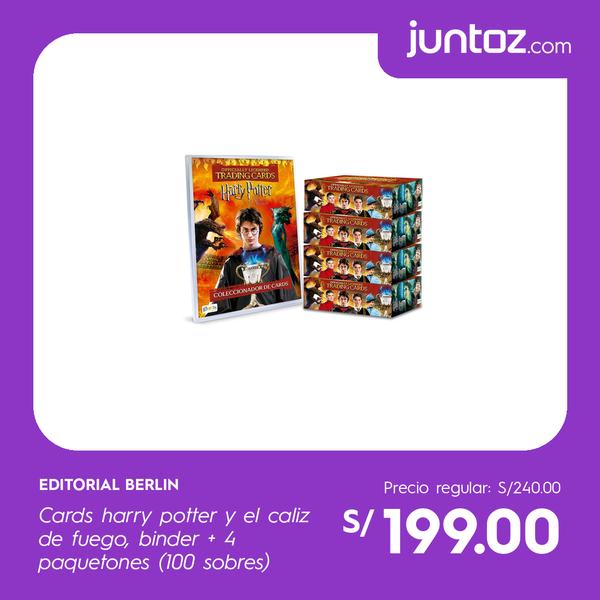 juntoz.com
OFFICIALLY LICENSED
TRADING CARDS
Harry Potter
COLECCIONADOR DE CARDS
TRADING CARDS
TRADING CARDS
TRADING CARDS
TRADING CARDS
EDITORIAL BERLIN
Cards harry potter y el caliz
de fuego, binder + 4
paquetones (100 sobres)
Precio regular: S/240.00
S/199.00